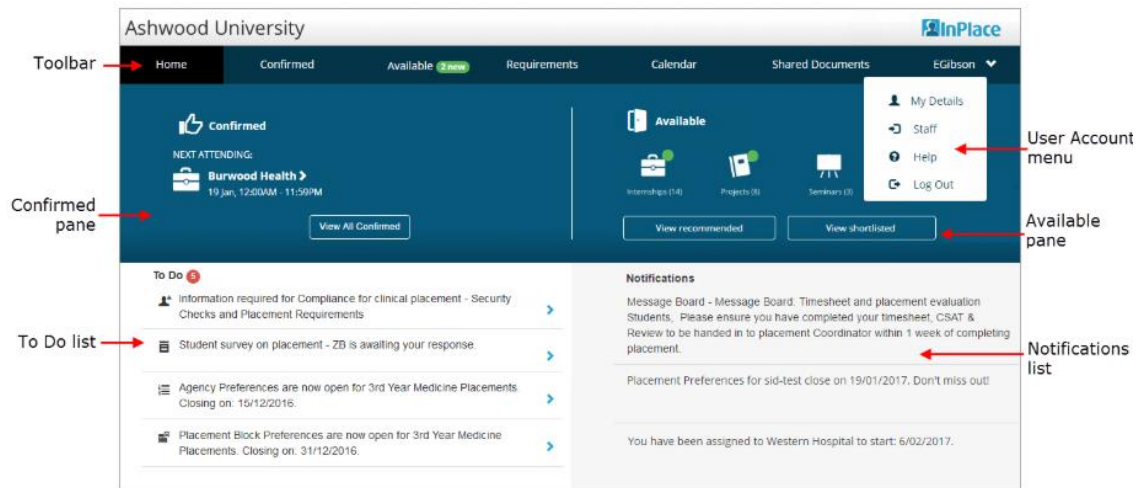 Ashwood University
InPlace
Toolbar
Home Confirmed Available 2 new Requirements Calendar Shared Documents EGibson
My Details
Staff
Help
Log Out
User Account
menu
Confirmed
NEXT ATTENDING:
Burwood Health
19 Jan, 12:00AM - 11:59PM
View All Confirmed
Confirmed
pane
Available
Internships (14) Projects (8) Seminars (3)
View recommended View shortlisted
Available
pane
To Do 5
Information required for Compliance for clinical placement - Security
Checks and Placement Requirements
Student survey on placement - ZB is awaiting your response.
Agency Preferences are now open for 3rd Year Medicine Placements.
Closing on: 15/12/2016.
Placement Block Preferences are now open for 3rd Year Medicine
Placements. Closing on: 31/12/2016.
To Do list
Notifications
Message Board - Message Board: Timesheet and placement evaluation
Students, Please ensure you have completed your timesheet, CSAT &
Review to be handed in to placement Coordinator within 1 week of completing
placement.
Placement Preferences for sid-test close on 19/01/2017. Don't miss out!
You have been assigned to Western Hospital to start: 6/02/2017.
Notifications
list